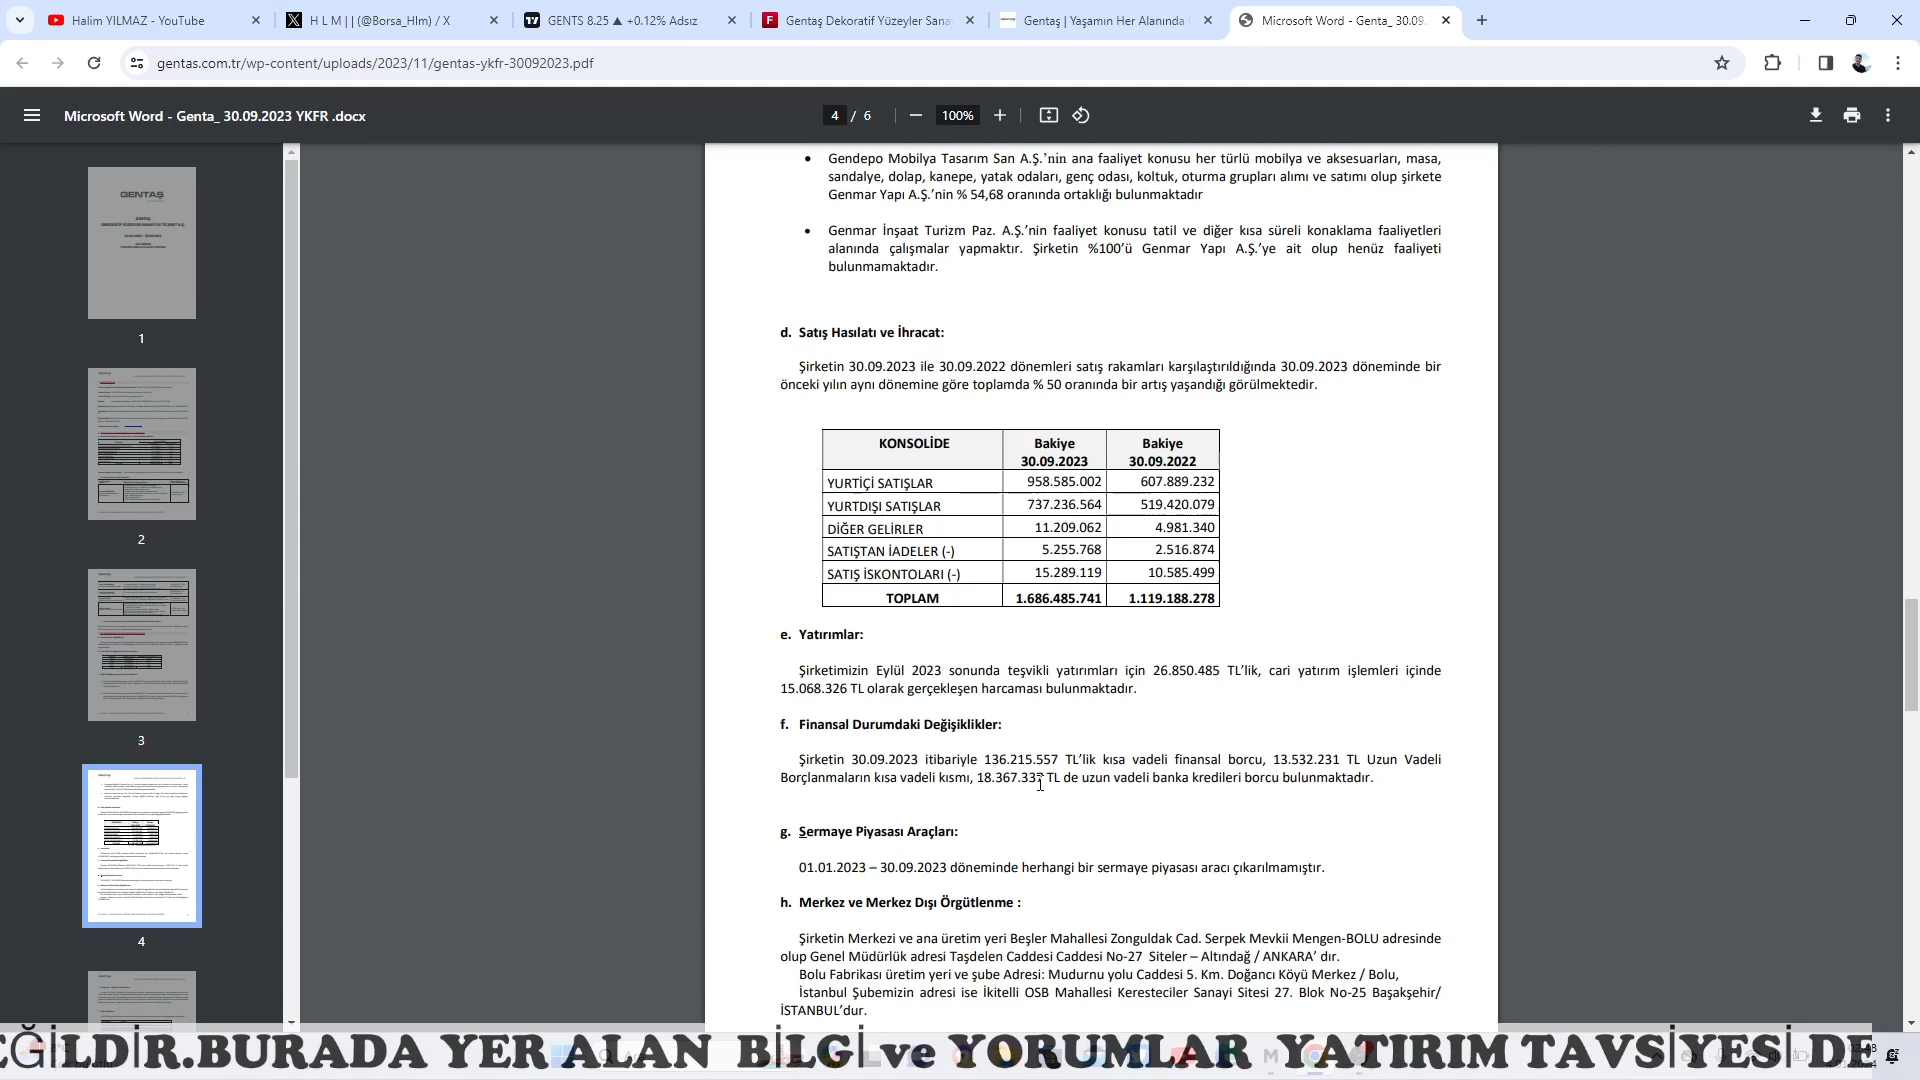 Halim YILMAZ - YouTube
H L M | | (@Borsa_Hlm) / X
GENTS 8.25 ▲ +0.12% Adsız
Gentaş Dekoratif Yüzeyler Sana
Gentaş | Yaşamın Her Alanında
Microsoft Word - Genta_ 30.09.
gentas.com.tr/wp-content/uploads/2023/11/gentas-ykfr-30092023.pdf
Microsoft Word - Genta_ 30.09.2023 YKFR .docx
4 / 6
100%
1
2
3
4
• Gendepo Mobilya Tasarım San A.Ş.’nin ana faaliyet konusu her türlü mobilya ve aksesuarları, masa,
sandalye, dolap, kanepe, yatak odaları, genç odası, koltuk, oturma grupları alımı ve satımı olup şirkete
Genmar Yapı A.Ş.’nin % 54,68 oranında ortaklığı bulunmaktadır
• Genmar İnşaat Turizm Paz. A.Ş.’nin faaliyet konusu tatil ve diğer kısa süreli konaklama faaliyetleri
alanında çalışmalar yapmaktır. Şirketin %100’ü Genmar Yapı A.Ş.’ye ait olup henüz faaliyeti
bulunmamaktadır.
d. Satış Hasılatı ve İhracat:
Şirketin 30.09.2023 ile 30.09.2022 dönemleri satış rakamları karşılaştırıldığında 30.09.2023 döneminde bir
önceki yılın aynı dönemine göre toplamda % 50 oranında bir artış yaşandığı görülmektedir.
KONSOLİDE Bakiye 30.09.2023 Bakiye 30.09.2022
YURTİÇİ SATIŞLAR 958.585.002 607.889.232
YURTDIŞI SATIŞLAR 737.236.564 519.420.079
DİĞER GELİRLER 11.209.062 4.981.340
SATIŞTAN İADELER (-) 5.255.768 2.516.874
SATIŞ İSKONTOLARI (-) 15.289.119 10.585.499
TOPLAM 1.686.485.741 1.119.188.278
e. Yatırımlar:
Şirketimizin Eylül 2023 sonunda teşvikli yatırımları için 26.850.485 TL’lik, cari yatırım işlemleri içinde
15.068.326 TL olarak gerçekleşen harcaması bulunmaktadır.
f. Finansal Durumdaki Değişiklikler:
Şirketin 30.09.2023 itibariyle 136.215.557 TL’lik kısa vadeli finansal borcu, 13.532.231 TL Uzun Vadeli
Borçlanmaların kısa vadeli kısmı, 18.367.337 TL de uzun vadeli banka kredileri borcu bulunmaktadır.
g. Sermaye Piyasası Araçları:
01.01.2023 – 30.09.2023 döneminde herhangi bir sermaye piyasası aracı çıkarılmamıştır.
h. Merkez ve Merkez Dışı Örgütlenme :
Şirketin Merkezi ve ana üretim yeri Beşler Mahallesi Zonguldak Cad. Serpek Mevkii Mengen-BOLU adresinde
olup Genel Müdürlük adresi Taşdelen Caddesi Caddesi No-27 Siteler – Altındağ / ANKARA’ dır.
Bolu Fabrikası üretim yeri ve şube Adresi: Mudurnu yolu Caddesi 5. Km. Doğancı Köyü Merkez / Bolu,
İstanbul Şubemizin adresi ise İkitelli OSB Mahallesi Keresteciler Sanayi Sitesi 27. Blok No-25 Başakşehir/
İSTANBUL’dur.
ĞİLDİR.BURADA YER ALAN BİLGİ ve YORUMLAR YATIRIM TAVSİYESİ DE